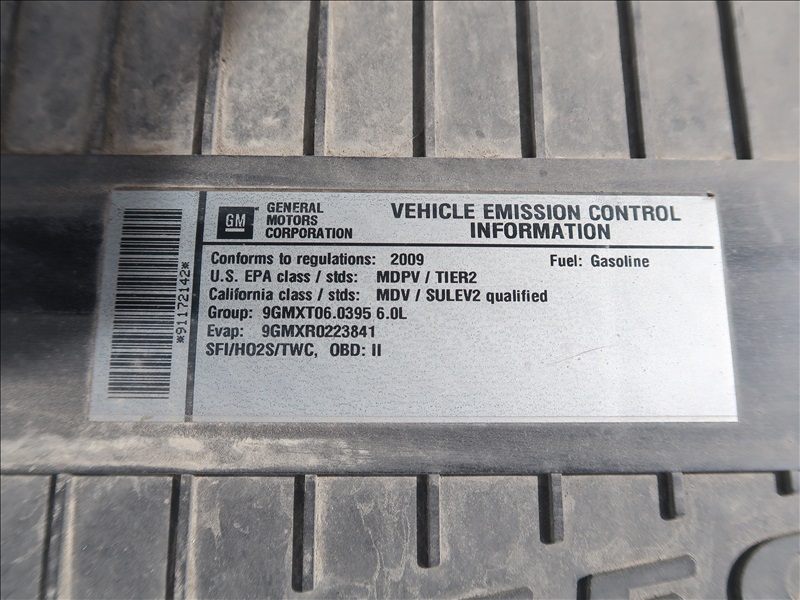 GM
GENERAL
MOTORS
CORPORATION
VEHICLE EMISSION CONTROL
INFORMATION
Conforms to regulations: 2009
Fuel: Gasoline
U.S. EPA class / stds: MDPV / TIER2
California class / stds: MDV / SULEV2 qualified
Group: 9GMXT06.0395 6.0L
Evap: 9GMXR0223841
SFI/HO2S/TWC, OBD: II
*91172142*